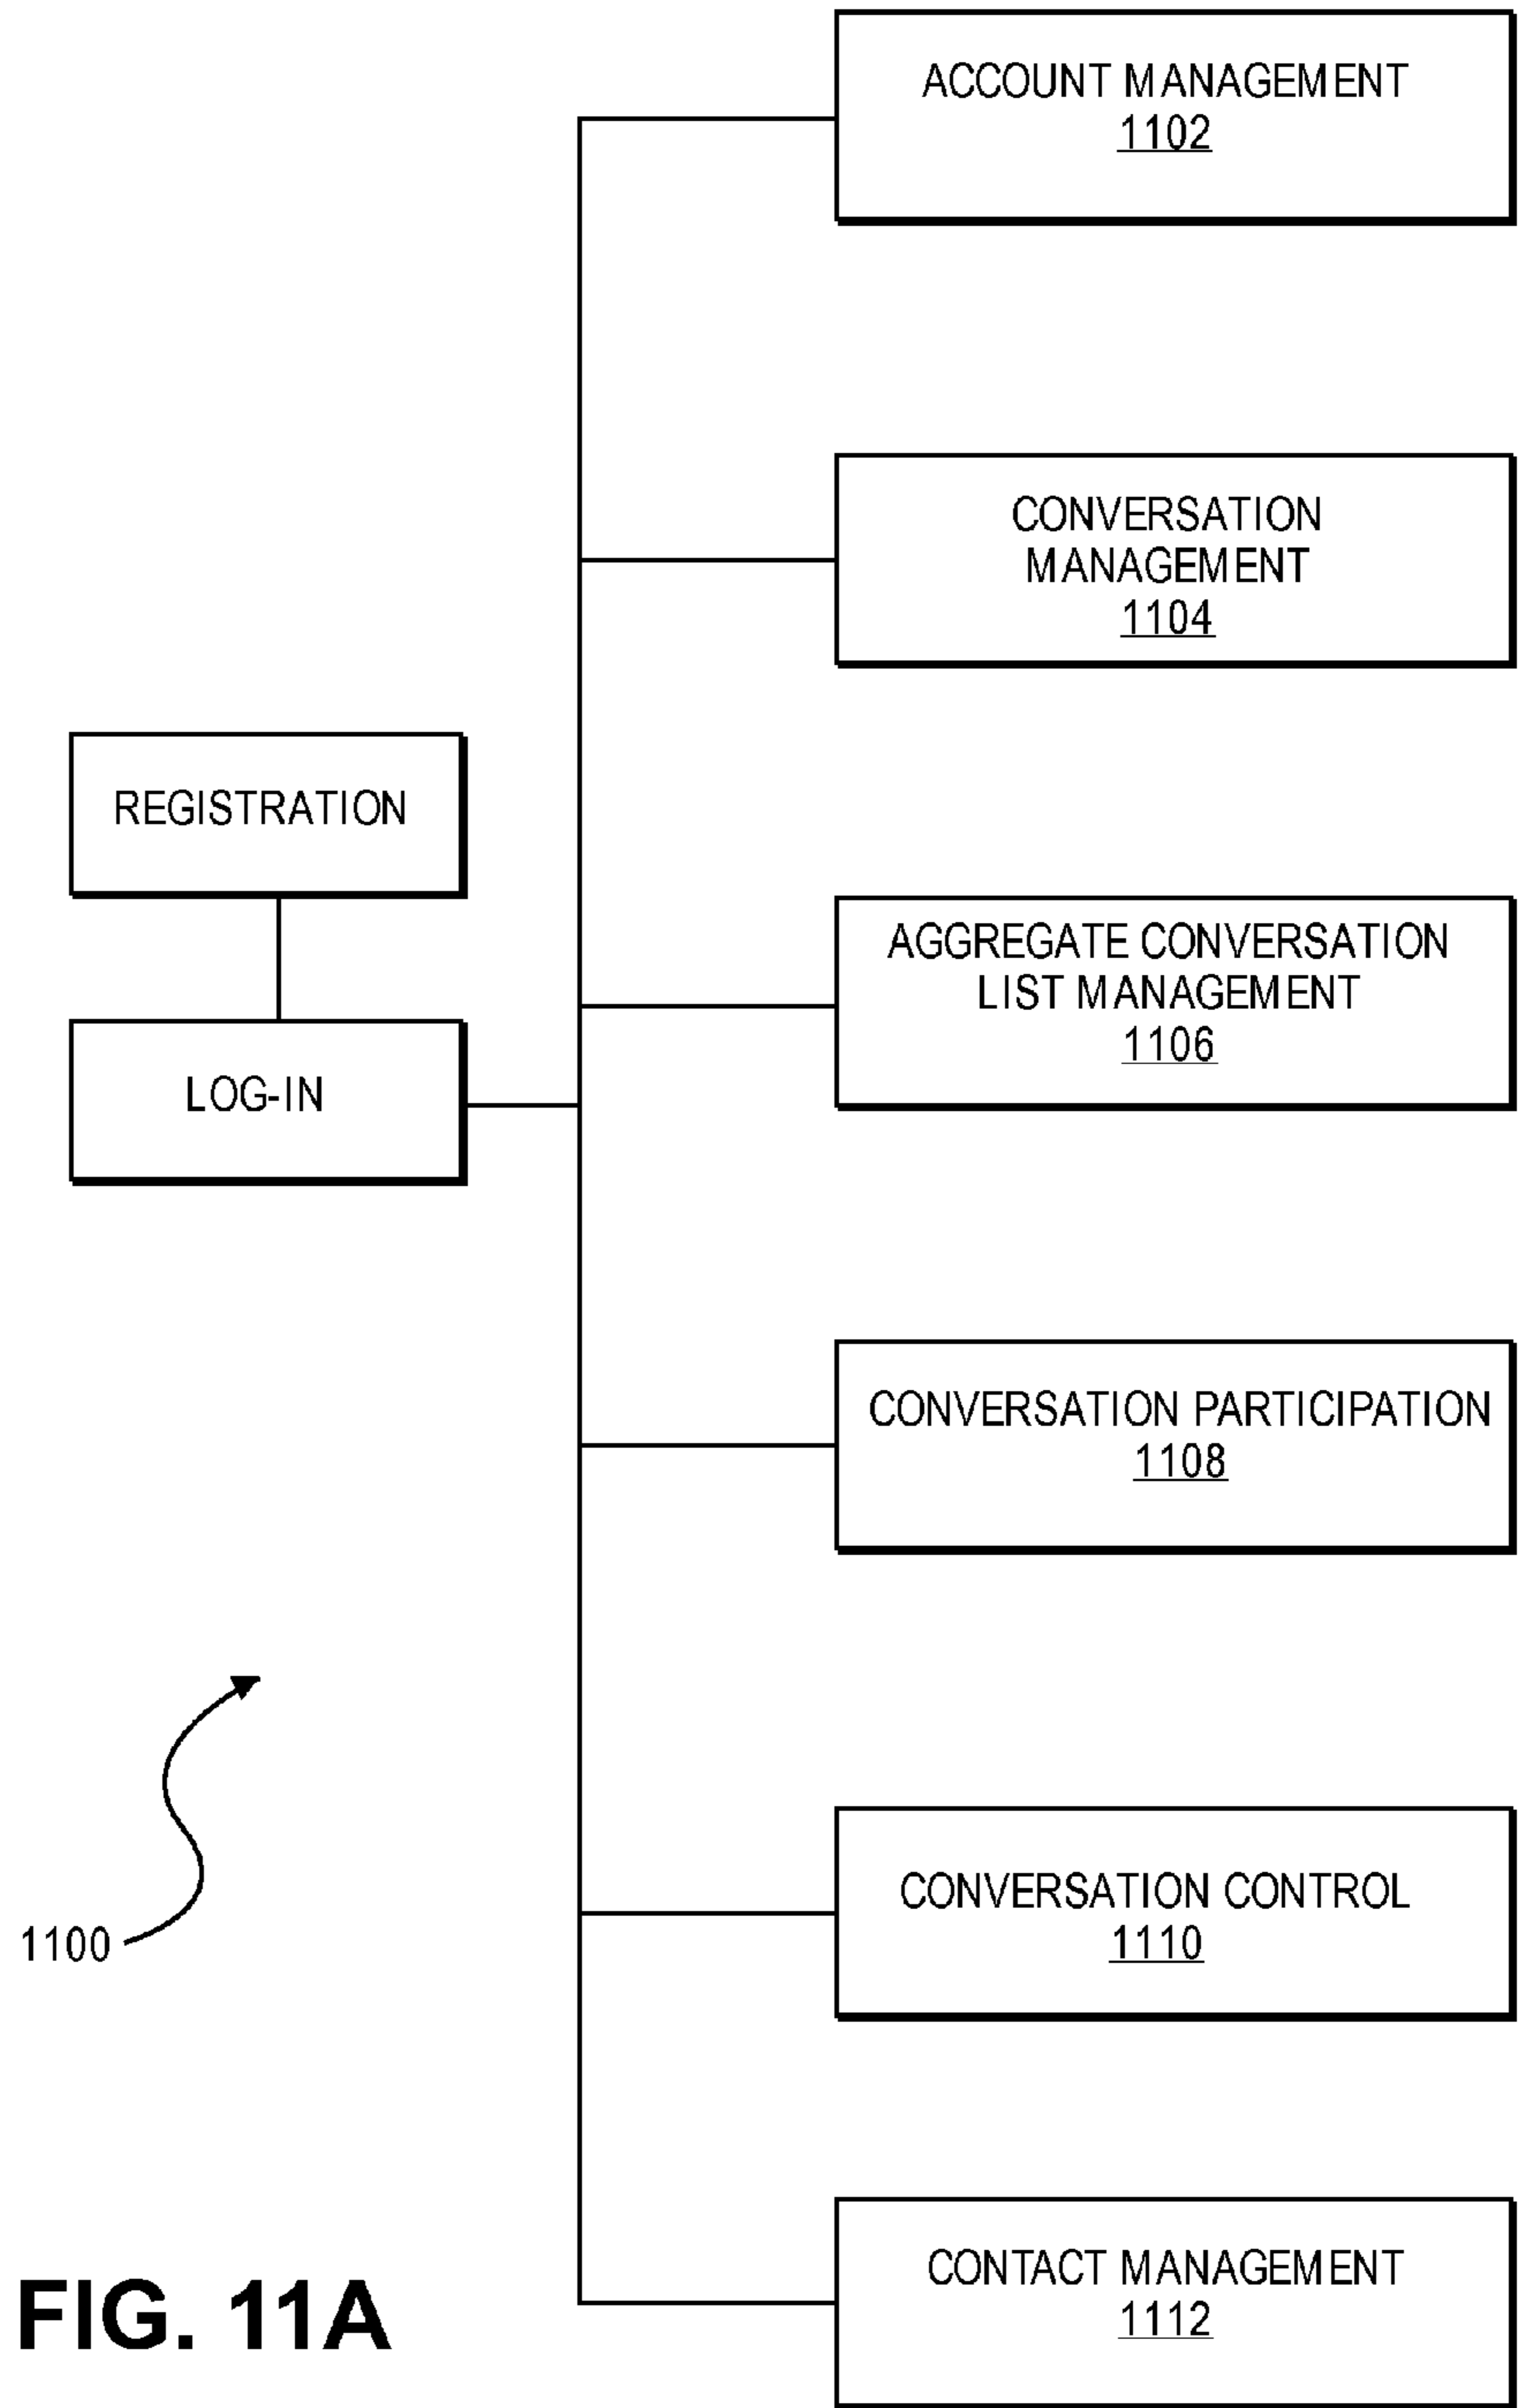 ACCOUNT MANAGEMENT
1102
CONVERSATION
MANAGEMENT
1104
REGISTRATION
AGGREGATE CONVERSATION
LIST MANAGEMENT
1106
LOG-IN
CONVERSATION PARTICIPATION
1108
CONVERSATION CONTROL
1110
1100
CONTACT MANAGEMENT
1112
FIG. 11A